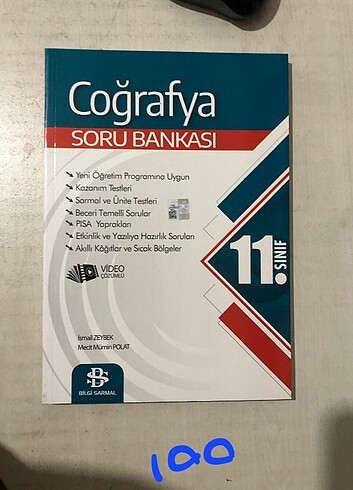 Coğrafya
SORU BANKASI
Yeni Öğretim Programına Uygun
Kazanım Testleri
Sarmal ve Ünite Testleri
Beceri Temelli Sorular
PISA Yaprakları
Etkinlik ve Yazılıya Hazırlık Soruları
Akıllı Kâğıtlar ve Sıcak Bölgeler
11. SINIF
VİDEO
ÇÖZÜMLÜ
İsmail ZEYBEK
Mecit Mümin POLAT
BS
BİLGİ SARMAL
100